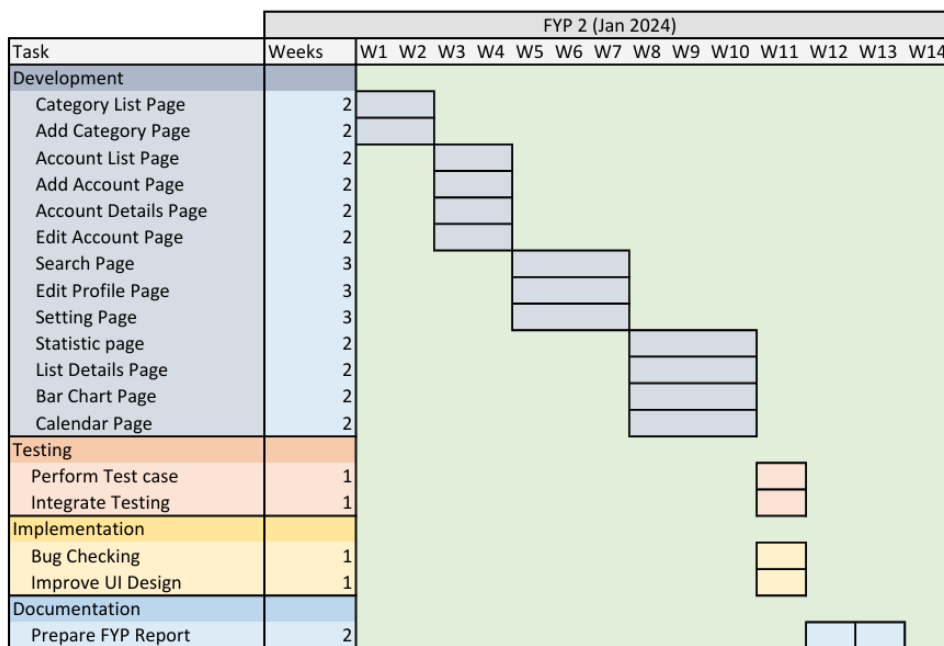 FYP 2 (Jan 2024)
Task Weeks W1 W2 W3 W4 W5 W6 W7 W8 W9 W10 W11 W12 W13 W14
Development
Category List Page 2
Add Category Page 2
Account List Page 2
Add Account Page 2
Account Details Page 2
Edit Account Page 2
Search Page 3
Edit Profile Page 3
Setting Page 3
Statistic page 2
List Details Page 2
Bar Chart Page 2
Calendar Page 2
Testing
Perform Test case 1
Integrate Testing 1
Implementation
Bug Checking 1
Improve UI Design 1
Documentation
Prepare FYP Report 2